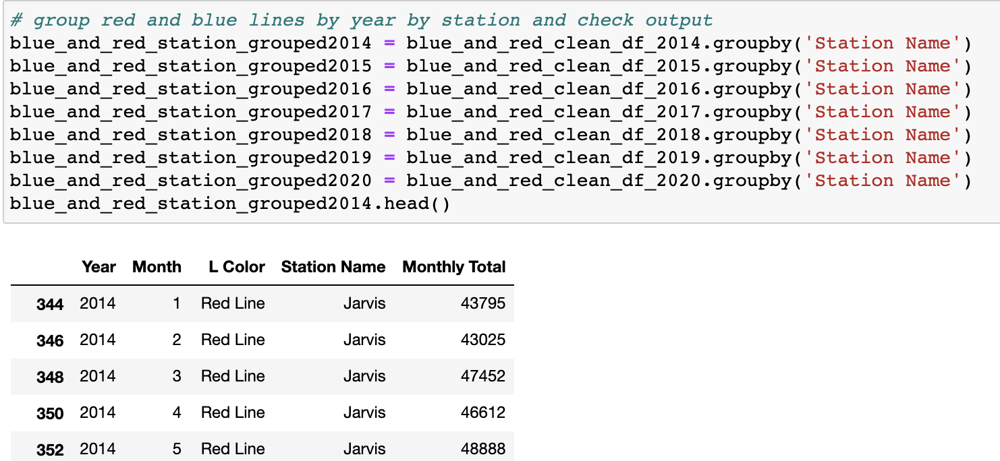 # group red and blue lines by year by station and check output
blue_and_red_station_grouped2014 = blue_and_red_clean_df_2014.groupby('Station Name')
blue_and_red_station_grouped2015 = blue_and_red_clean_df_2015.groupby('Station Name')
blue_and_red_station_grouped2016 = blue_and_red_clean_df_2016.groupby('Station Name')
blue_and_red_station_grouped2017 = blue_and_red_clean_df_2017.groupby('Station Name')
blue_and_red_station_grouped2018 = blue_and_red_clean_df_2018.groupby('Station Name')
blue_and_red_station_grouped2019 = blue_and_red_clean_df_2019.groupby('Station Name')
blue_and_red_station_grouped2020 = blue_and_red_clean_df_2020.groupby('Station Name')
blue_and_red_station_grouped2014.head()
Year Month L Color Station Name Monthly Total
344 2014 1 Red Line Jarvis 43795
346 2014 2 Red Line Jarvis 43025
348 2014 3 Red Line Jarvis 47452
350 2014 4 Red Line Jarvis 46612
352 2014 5 Red Line Jarvis 48888